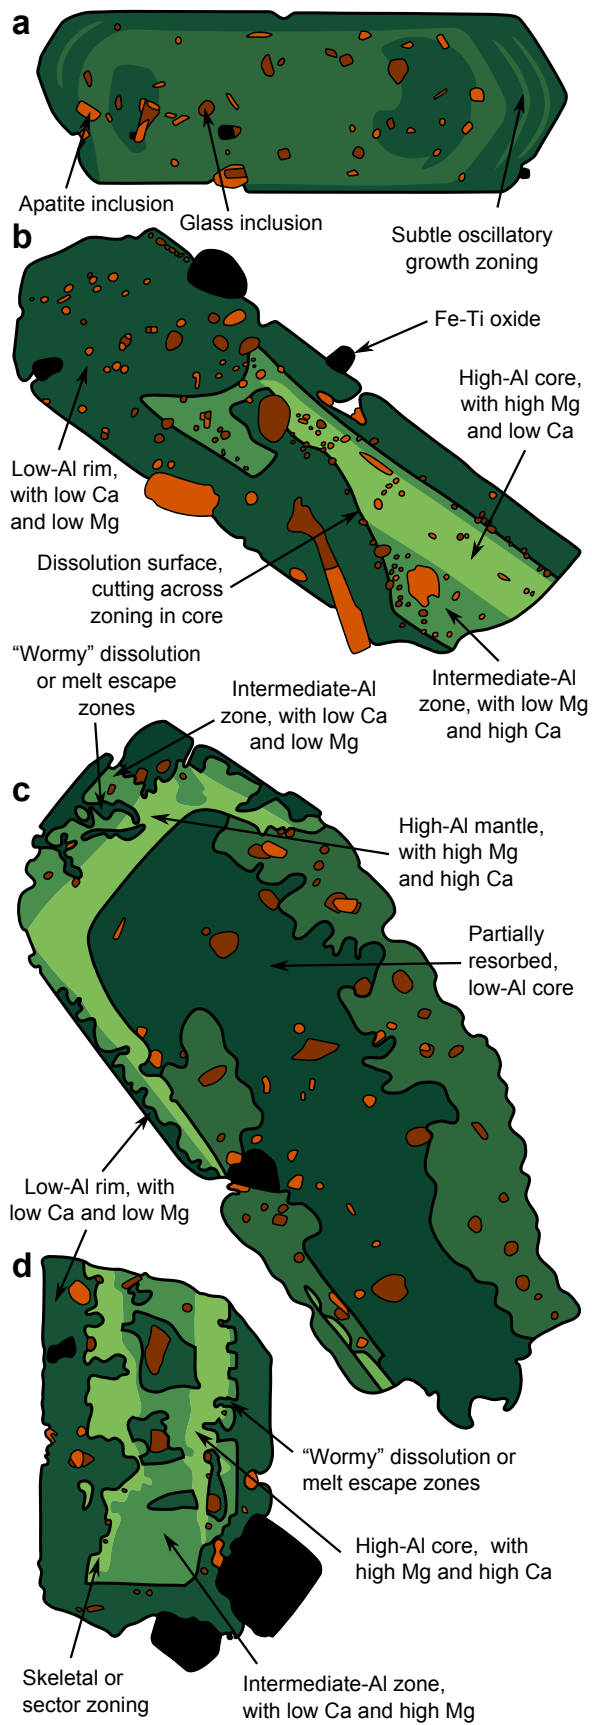 a
Apatite inclusion
Glass inclusion
Subtle oscillatory
growth zoning
b
Fe-Ti oxide
High-Al core,
with high Mg
and low Ca
Low-Al rim,
with low Ca
and low Mg
Dissolution surface,
cutting across
zoning in core
Intermediate-Al
zone, with low Mg
and high Ca
“Wormy” dissolution
or melt escape
zones
Intermediate-Al
zone, with low Ca
and low Mg
c
High-Al mantle,
with high Mg
and high Ca
Partially
resorbed,
low-Al core
Low-Al rim, with
low Ca and low Mg
d
“Wormy” dissolution or
melt escape zones
High-Al core, with
high Mg and high Ca
Skeletal or
sector zoning
Intermediate-Al zone,
with low Ca and high Mg